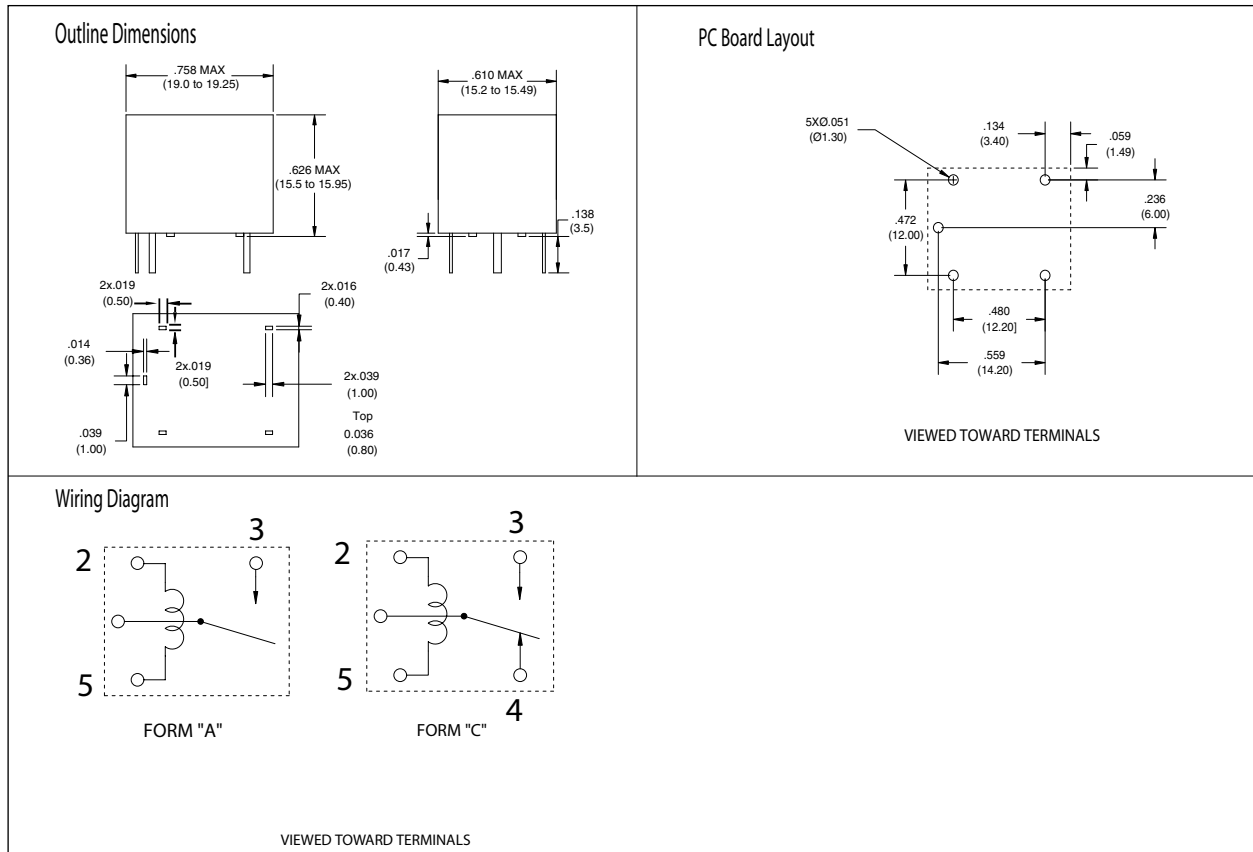 Outline Dimensions
.758 MAX
(19.0 to 19.25)
.610 MAX
(15.2 to 15.49)
.626 MAX
(15.5 to 15.95)
.138
(3.5)
.017
(0.43)
2x.019
(0.50)
2x.016
(0.40)
.014
(0.36)
2x.019
(0.50]
2x.039
(1.00)
.039
(1.00)
Top
0.036
(0.80)
PC Board Layout
5XØ.051
(Ø1.30)
.134
(3.40)
.059
(1.49)
.472
(12.00)
.236
(6.00)
.480
(12.20]
.559
(14.20)
VIEWED TOWARD TERMINALS
Wiring Diagram
2
3
5
FORM "A"
2
3
5
4
FORM "C"
VIEWED TOWARD TERMINALS